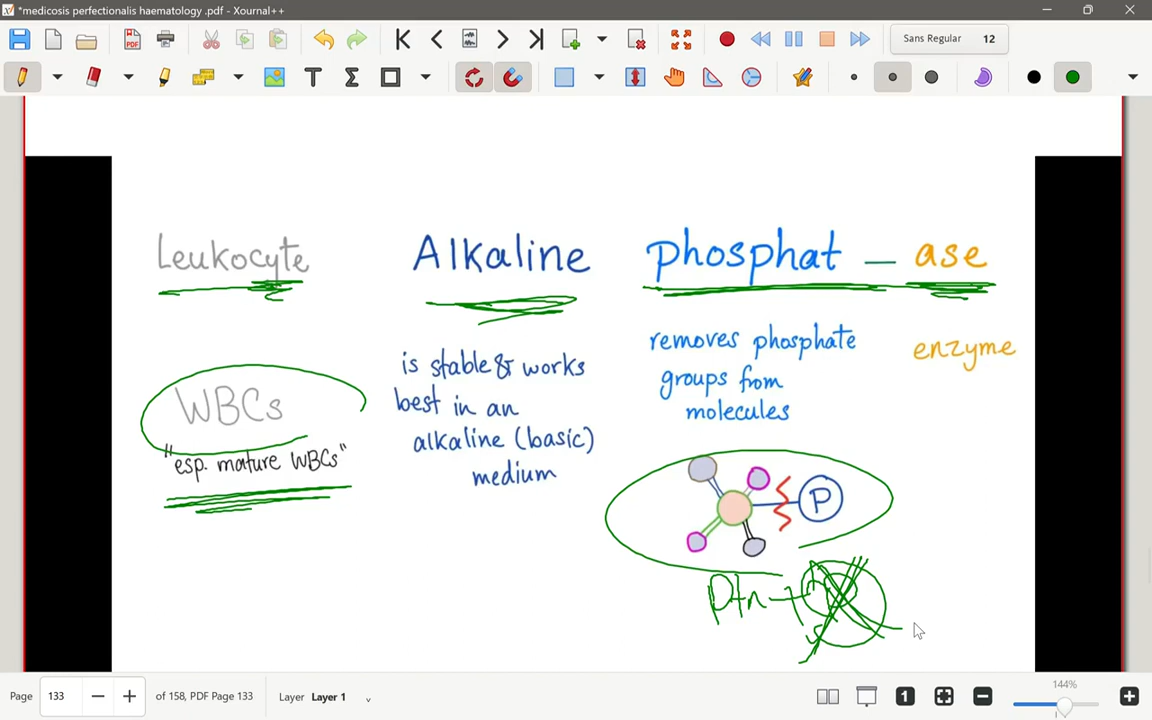 *medicosis perfectionalis haematology .pdf - Xournal++
Sans Regular 12
Leukocyte Alkaline phosphat - ase
WBCs
"esp. mature WBCs"
is stable & works
best in an
alkaline (basic)
medium
removes phosphate
groups from
molecules
enzyme
P
Ptn +
Page 133 of 158, PDF Page 133 Layer Layer 1 144%